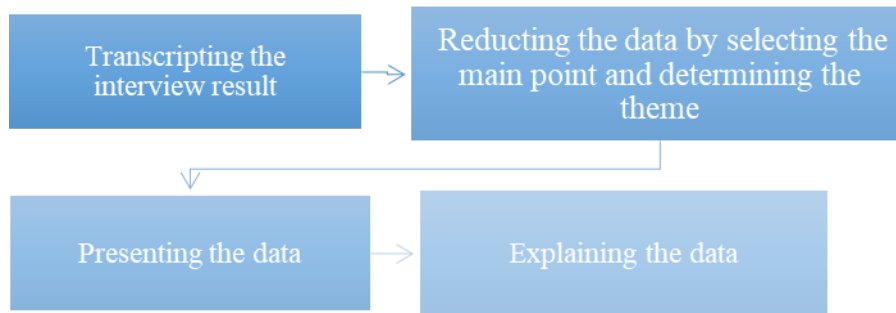 Transcripting the
interview result
Reducting the data by selecting the
main point and determining the
theme
Presenting the data
Explaining the data